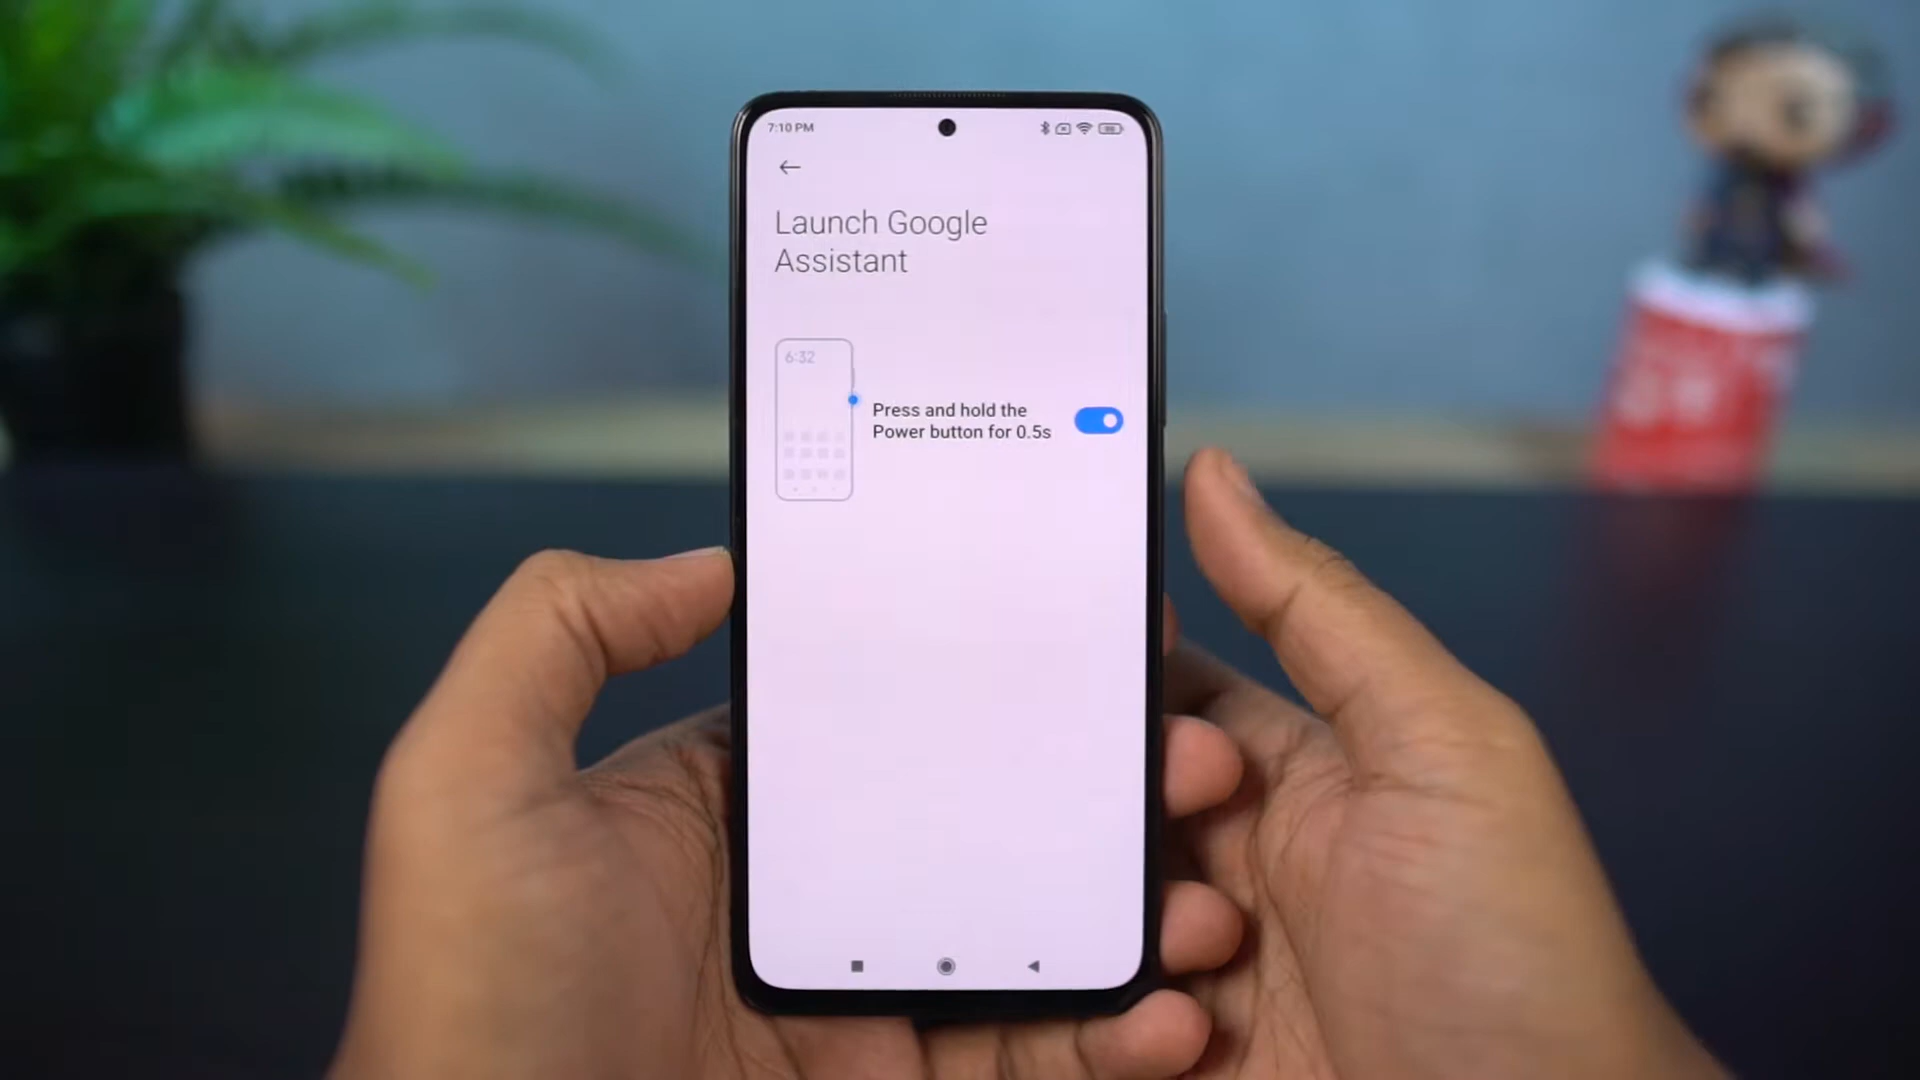 7:10 PM
Launch Google
Assistant
6:32
Press and hold the
Power button for 0.5s